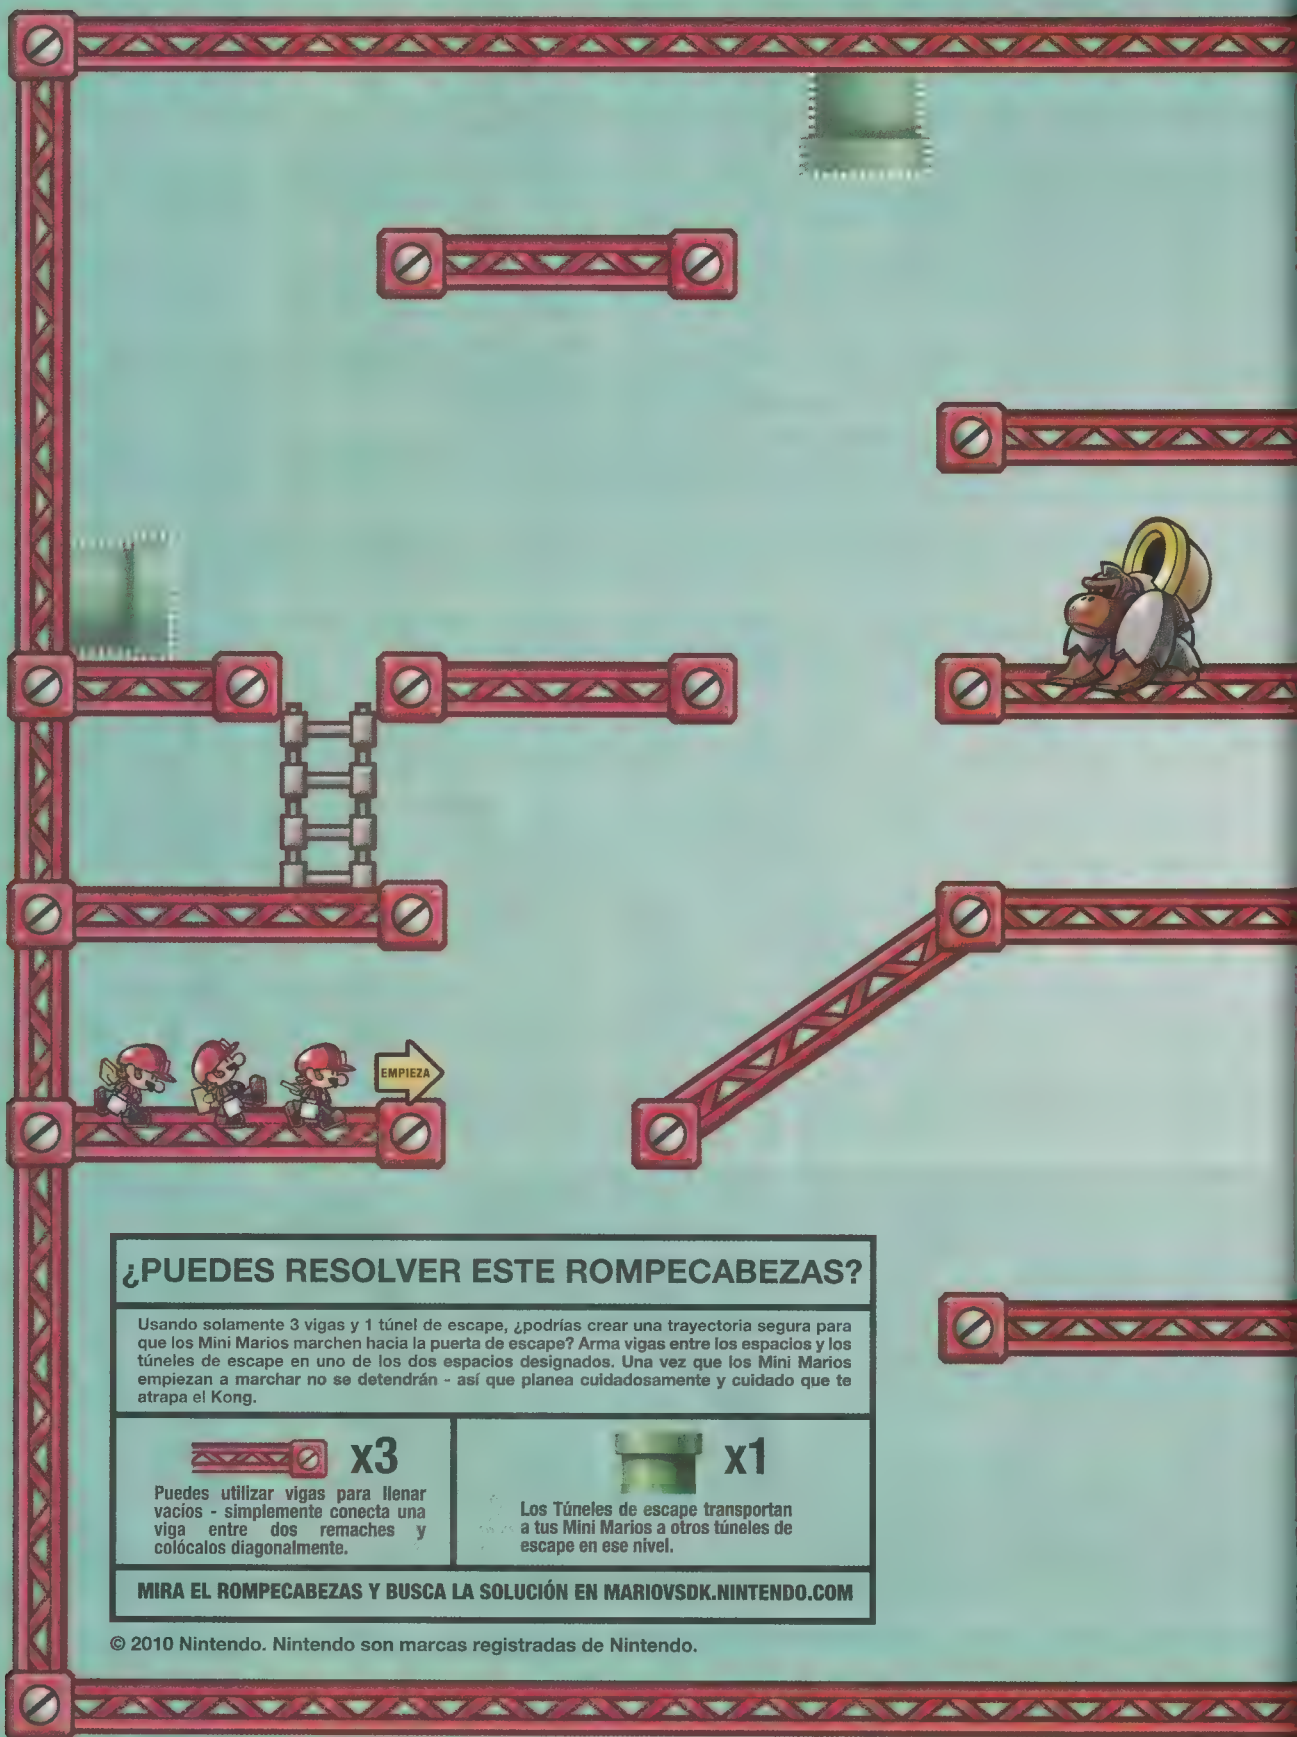 EMPIEZA
¿PUEDES RESOLVER ESTE ROMPECABEZAS?
Usando solamente 3 vigas y 1 túnel de escape, ¿podrías crear una trayectoria segura para
que los Mini Marios marchen hacia la puerta de escape? Arma vigas entre los espacios y los
túneles de escape en uno de los dos espacios designados. Una vez que los Mini Marios
empiezan a marchar no se detendrán - así que planea cuidadosamente y cuidado que te
atrapa el Kong.
x3
Puedes utilizar vigas para llenar
vacíos - simplemente conecta una
viga entre dos remaches y
colócalos diagonalmente.
x1
Los Túneles de escape transportan
a tus Mini Marios a otros túneles de
escape en ese nivel.
MIRA EL ROMPECABEZAS Y BUSCA LA SOLUCIÓN EN MARIOVSDK.NINTENDO.COM
© 2010 Nintendo. Nintendo son marcas registradas de Nintendo.